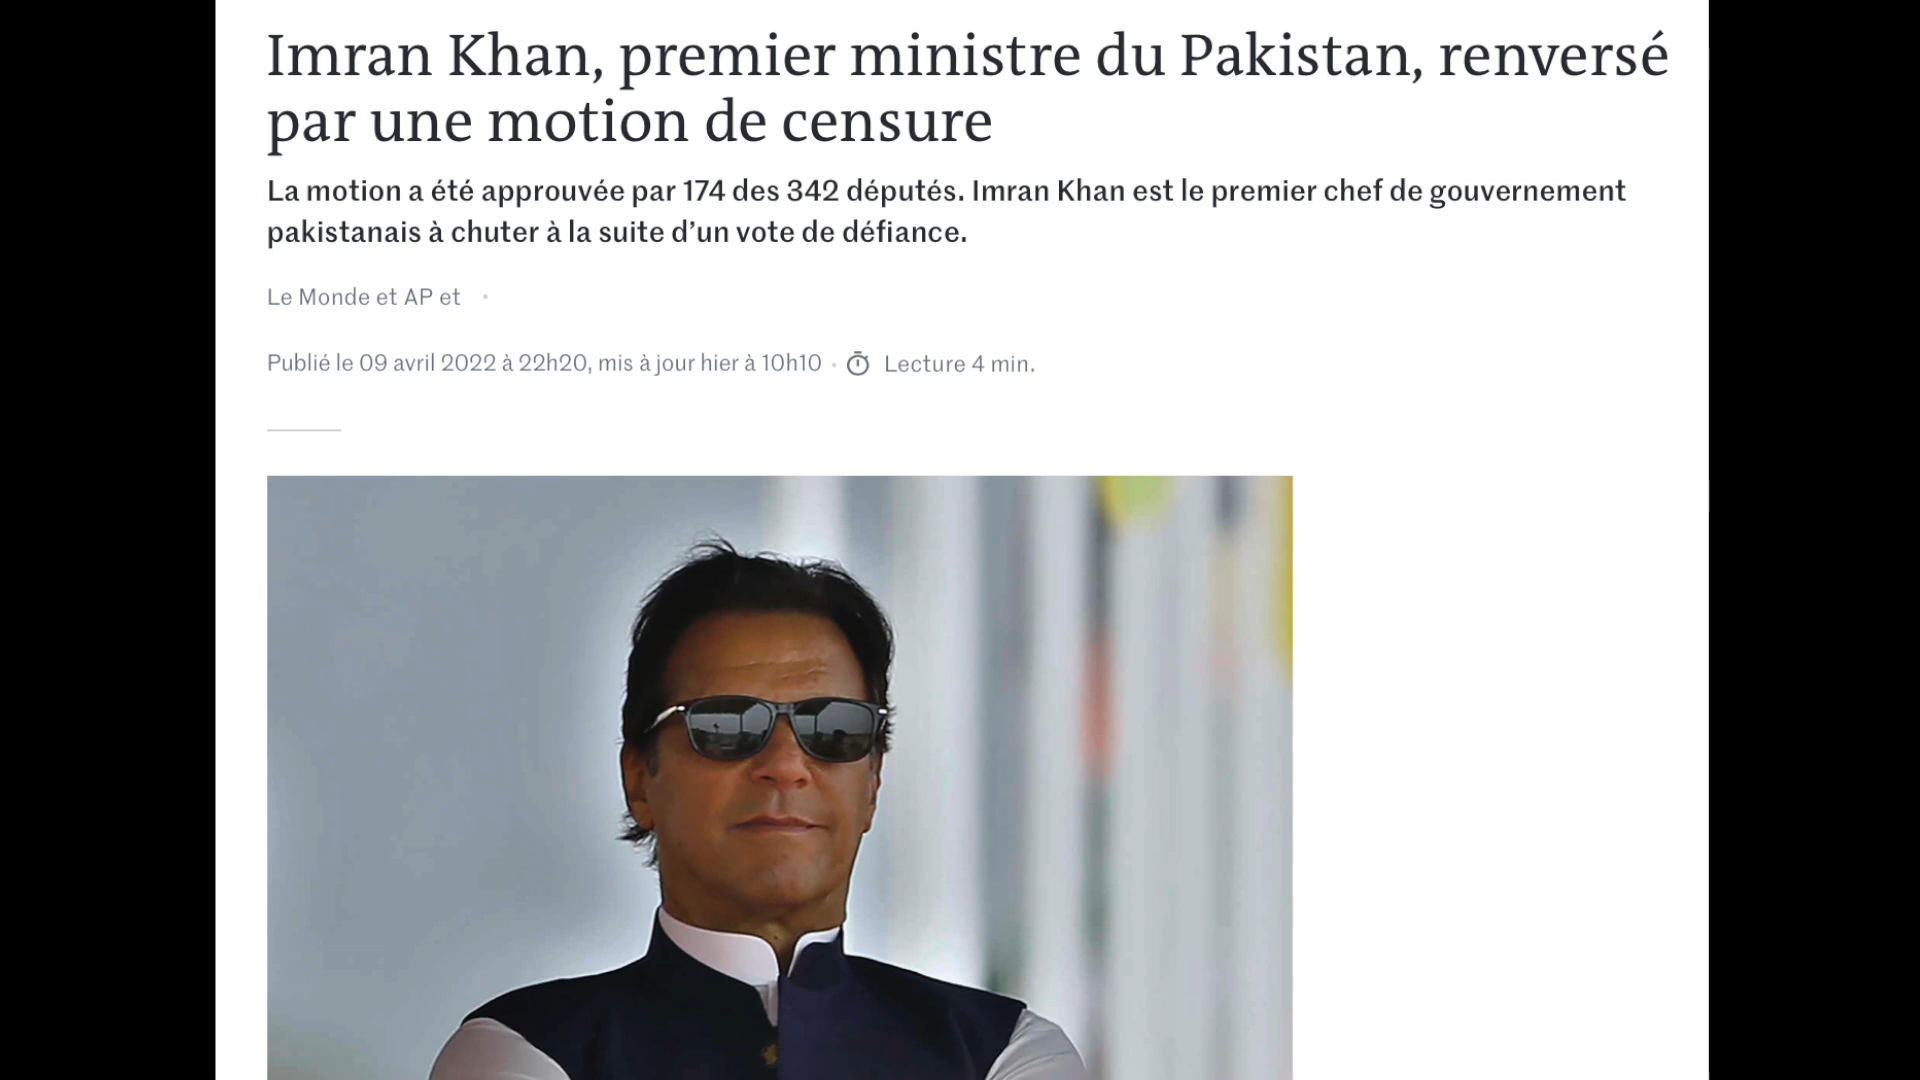 Imran Khan, premier ministre du Pakistan, renversé
par une motion de censure
La motion a été approuvée par 174 des 342 députés. Imran Khan est le premier chef de gouvernement
pakistanais à chuter à la suite d’un vote de défiance.
Le Monde et AP et •
Publié le 09 avril 2022 à 22h20, mis à jour hier à 10h10 • Lecture 4 min.